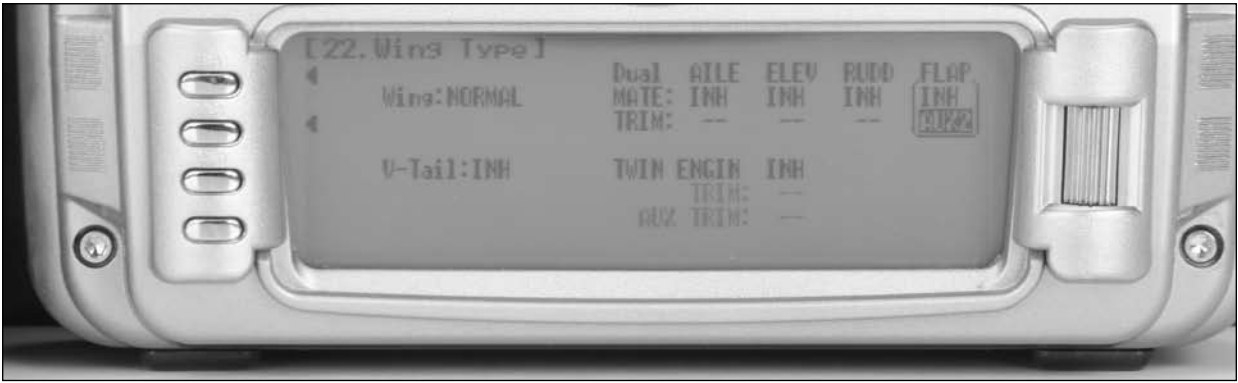 [22.Wing Type]
Dual AILE ELEV RUDD FLAP
Wing:NORMAL MATE: INH INH INH INH
TRIM: -- -- -- AUX2
V-Tail:INH TWIN ENGIN INH
TRIM: --
AUX TRIM: --